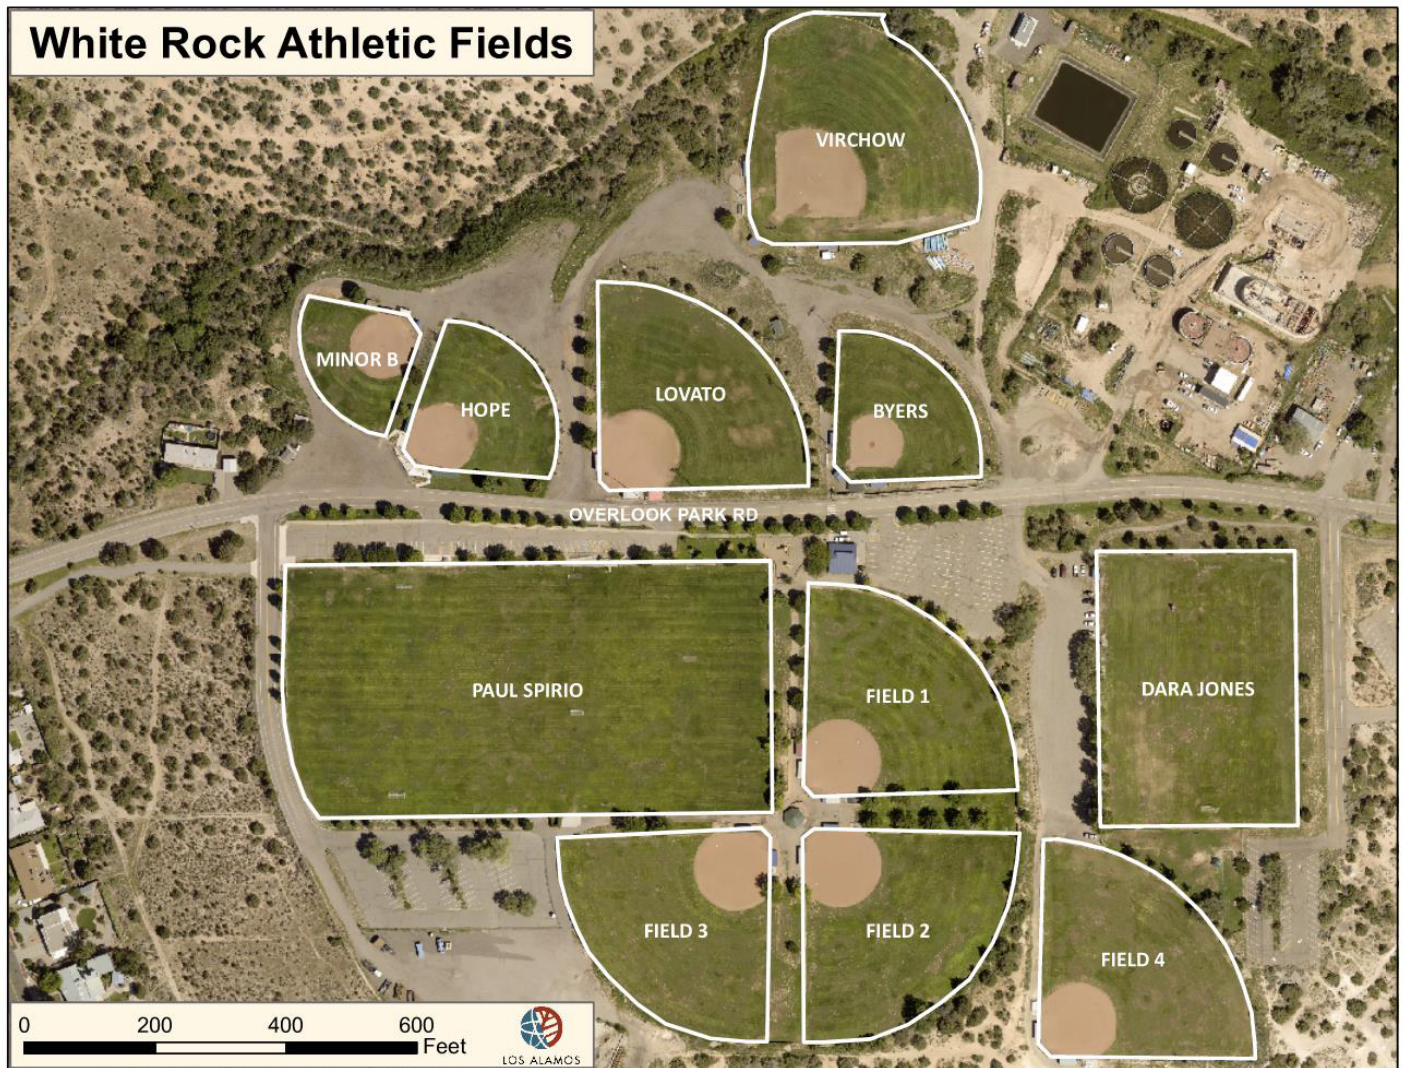 White Rock Athletic Fields
VIRCHOW
MINOR B
HOPE
LOVATO
BYERS
OVERLOOK PARK RD
PAUL SPIRIO
FIELD 1
DARA JONES
FIELD 3
FIELD 2
FIELD 4
0 200 400 600
Feet
LOS ALAMOS